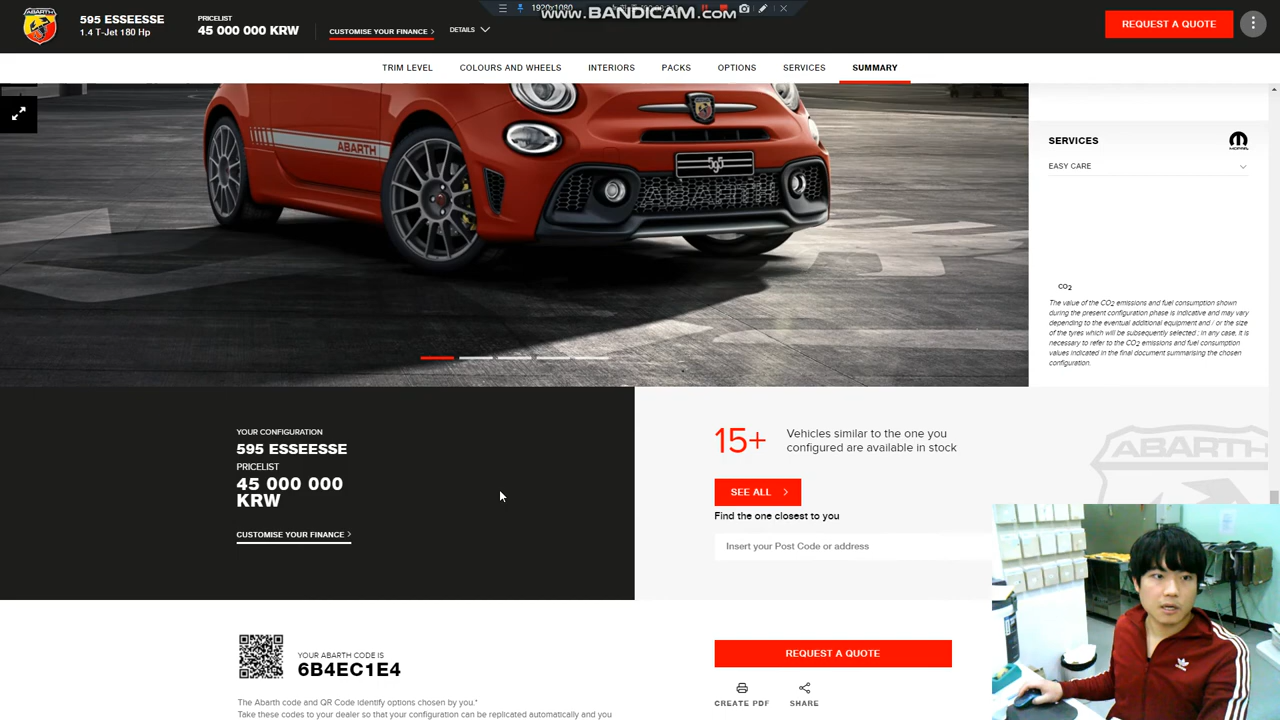 www.BANDICAM.com
1920x1080
595 ESSEESSE
1.4 T-Jet 180 Hp
PRICELIST
45 000 000 KRW
CUSTOMISE YOUR FINANCE
DETAILS
REQUEST A QUOTE
TRIM LEVEL
COLOURS AND WHEELS
INTERIORS
PACKS
OPTIONS
SERVICES
SUMMARY
ABARTH
595
SERVICES
MOPAR
EASY CARE
CO2
The value of the CO2 emissions and fuel consumption shown
during the present configuration phase is indicative and may vary
depending to the eventual additional equipment and / or the size
of the tyres which will be subsequently selected ; in any case, it is
necessary to refer to the CO2 emissions and fuel consumption
values indicated in the final document summarising the chosen
configuration.
YOUR CONFIGURATION
595 ESSEESSE
PRICELIST
45 000 000
KRW
CUSTOMISE YOUR FINANCE
15+
Vehicles similar to the one you
configured are available in stock
SEE ALL
Find the one closest to you
Insert your Post Code or address
ABARTH
YOUR ABARTH CODE IS
6B4EC1E4
The Abarth code and QR Code identify options chosen by you.*
Take these codes to your dealer so that your configuration can be replicated automatically and you
REQUEST A QUOTE
CREATE PDF
SHARE